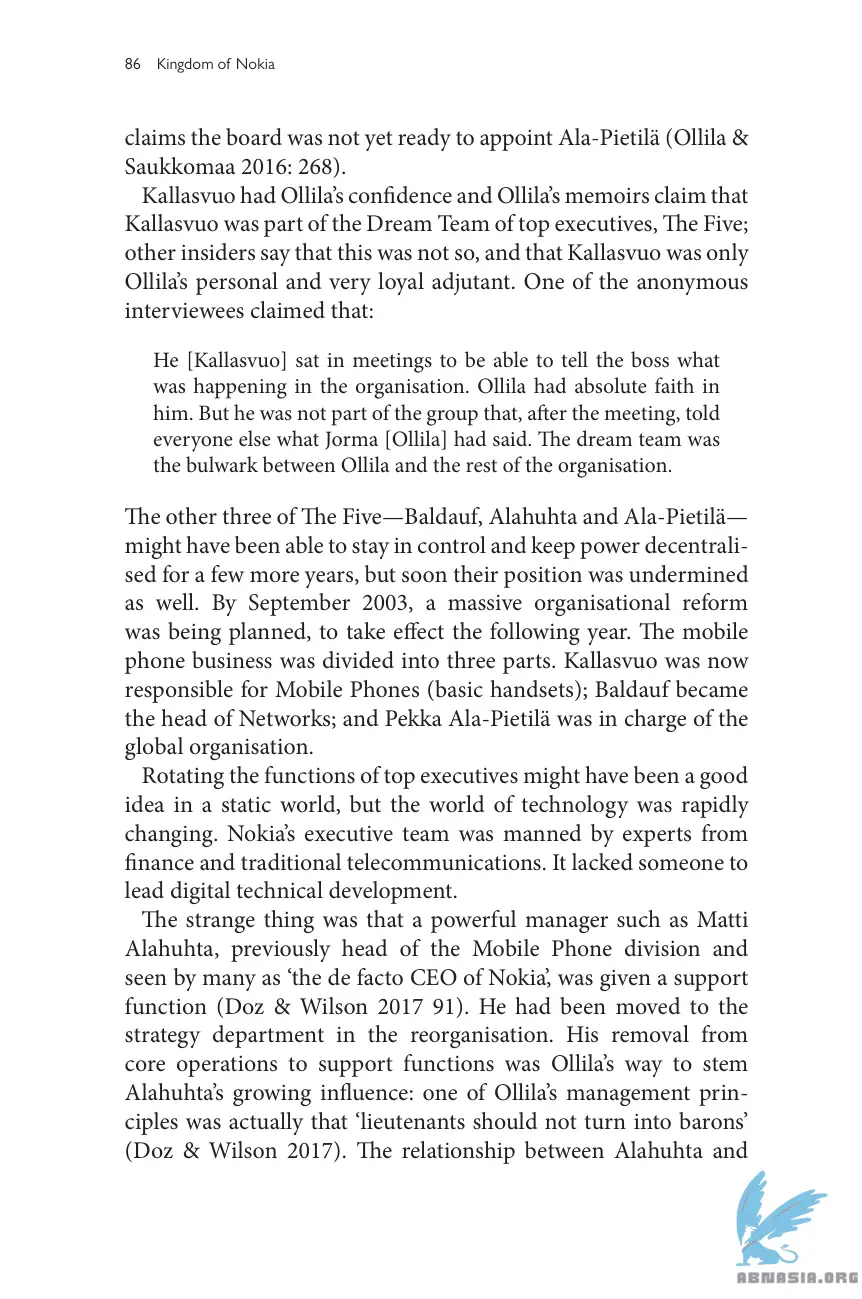 86 Kingdom of Nokia
claims the board was not yet ready to appoint Ala-Pietilä (Ollila &
Saukkomaa 2016: 268).
Kallasvuo had Ollila’s confidence and Ollila’s memoirs claim that
Kallasvuo was part of the Dream Team of top executives, The Five;
other insiders say that this was not so, and that Kallasvuo was only
Ollila’s personal and very loyal adjutant. One of the anonymous
interviewees claimed that:
He [Kallasvuo] sat in meetings to be able to tell the boss what
was happening in the organisation. Ollila had absolute faith in
him. But he was not part of the group that, after the meeting, told
everyone else what Jorma [Ollila] had said. The dream team was
the bulwark between Ollila and the rest of the organisation.
The other three of The Five—Baldauf, Alahuhta and Ala-Pietilä—
might have been able to stay in control and keep power decentrali-
sed for a few more years, but soon their position was undermined
as well. By September 2003, a massive organisational reform
was being planned, to take effect the following year. The mobile
phone business was divided into three parts. Kallasvuo was now
responsible for Mobile Phones (basic handsets); Baldauf became
the head of Networks; and Pekka Ala-Pietilä was in charge of the
global organisation.
Rotating the functions of top executives might have been a good
idea in a static world, but the world of technology was rapidly
changing. Nokia’s executive team was manned by experts from
finance and traditional telecommunications. It lacked someone to
lead digital technical development.
The strange thing was that a powerful manager such as Matti
Alahuhta, previously head of the Mobile Phone division and
seen by many as ‘the de facto CEO of Nokia’, was given a support
function (Doz & Wilson 2017 91). He had been moved to the
strategy department in the reorganisation. His removal from
core operations to support functions was Ollila’s way to stem
Alahuhta’s growing influence: one of Ollila’s management prin-
ciples was actually that ‘lieutenants should not turn into barons’
(Doz & Wilson 2017). The relationship between Alahuhta and
ABNASIA.ORG